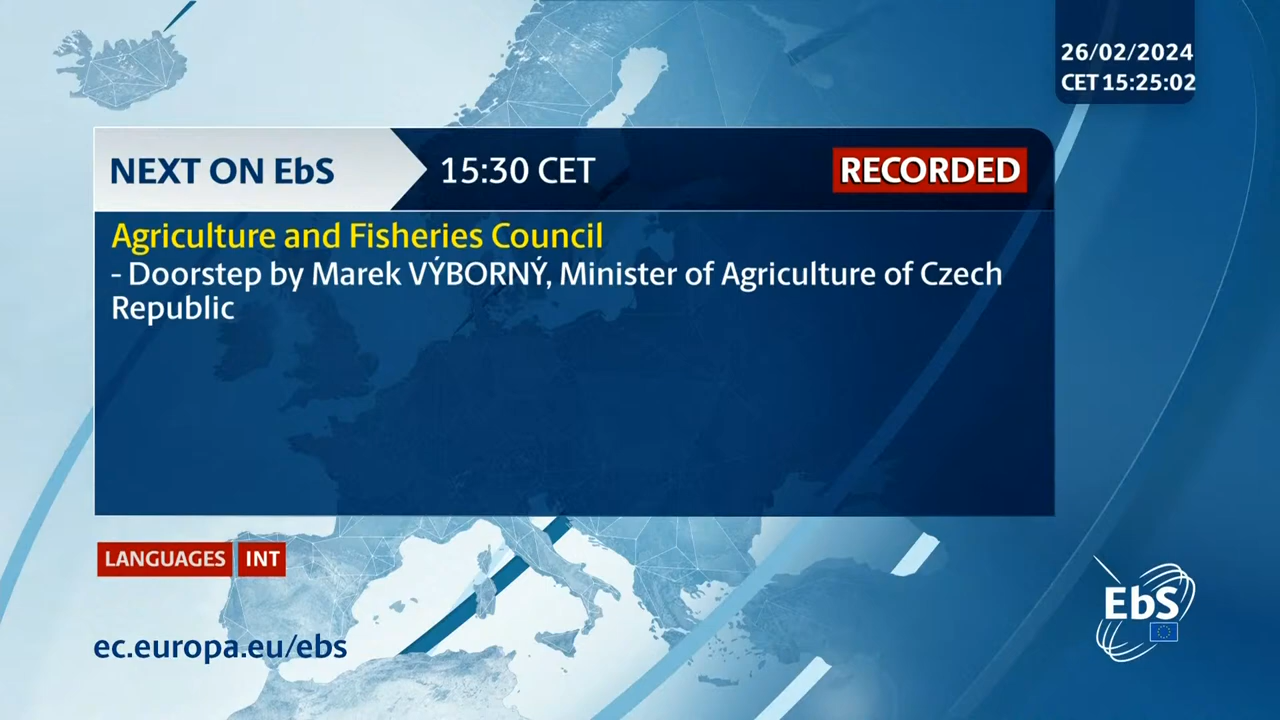 26/02/2024
CET 15:25:02
NEXT ON EbS
15:30 CET
RECORDED
Agriculture and Fisheries Council
- Doorstep by Marek VÝBORNÝ, Minister of Agriculture of Czech
Republic
LANGUAGES INT
EbS
ec.europa.eu/ebs